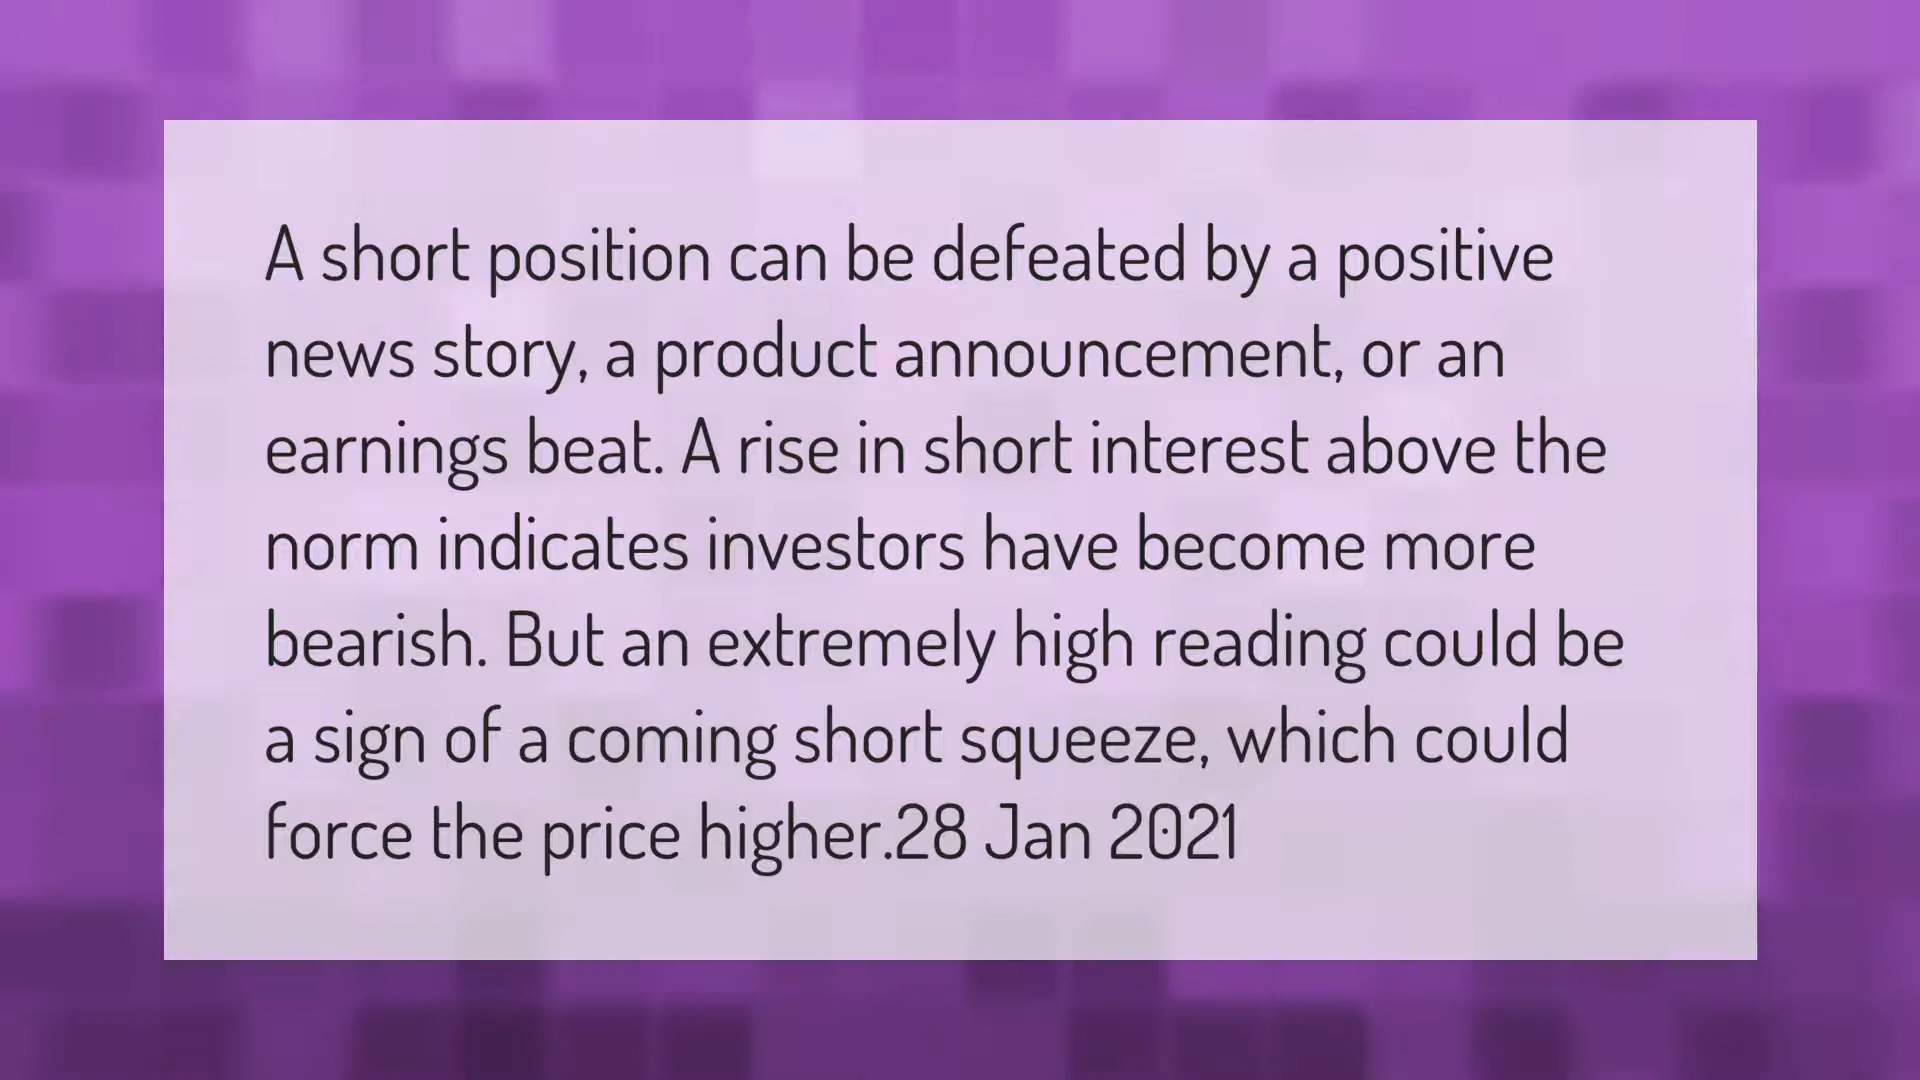 A short position can be defeated by a positive
news story, a product announcement, or an
earnings beat. A rise in short interest above the
norm indicates investors have become more
bearish. But an extremely high reading could be
a sign of a coming short squeeze, which could
force the price higher.28 Jan 2021